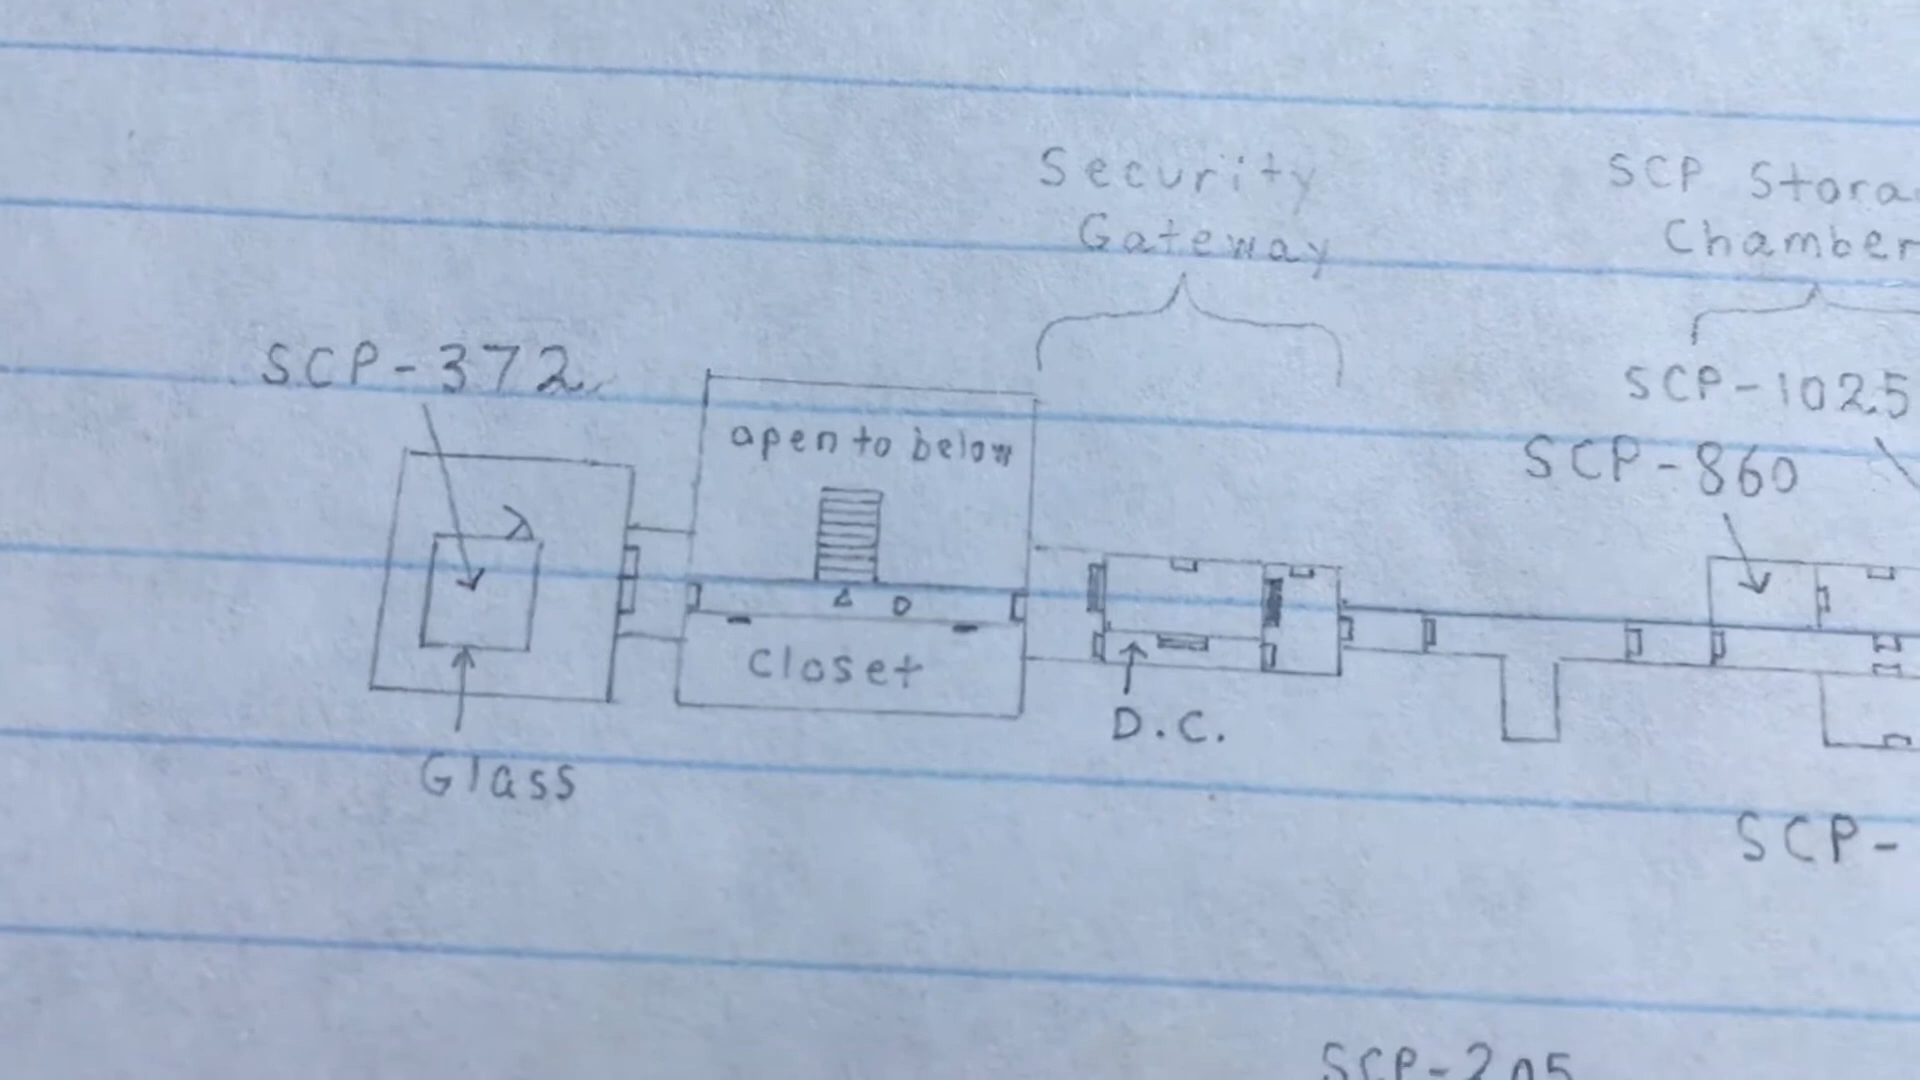 Security
Gateway
SCP Stora
Chamber
SCP-372
SCP-1025
open to below
SCP-860
Closet
D.C.
Glass
SCP-
SCP-205